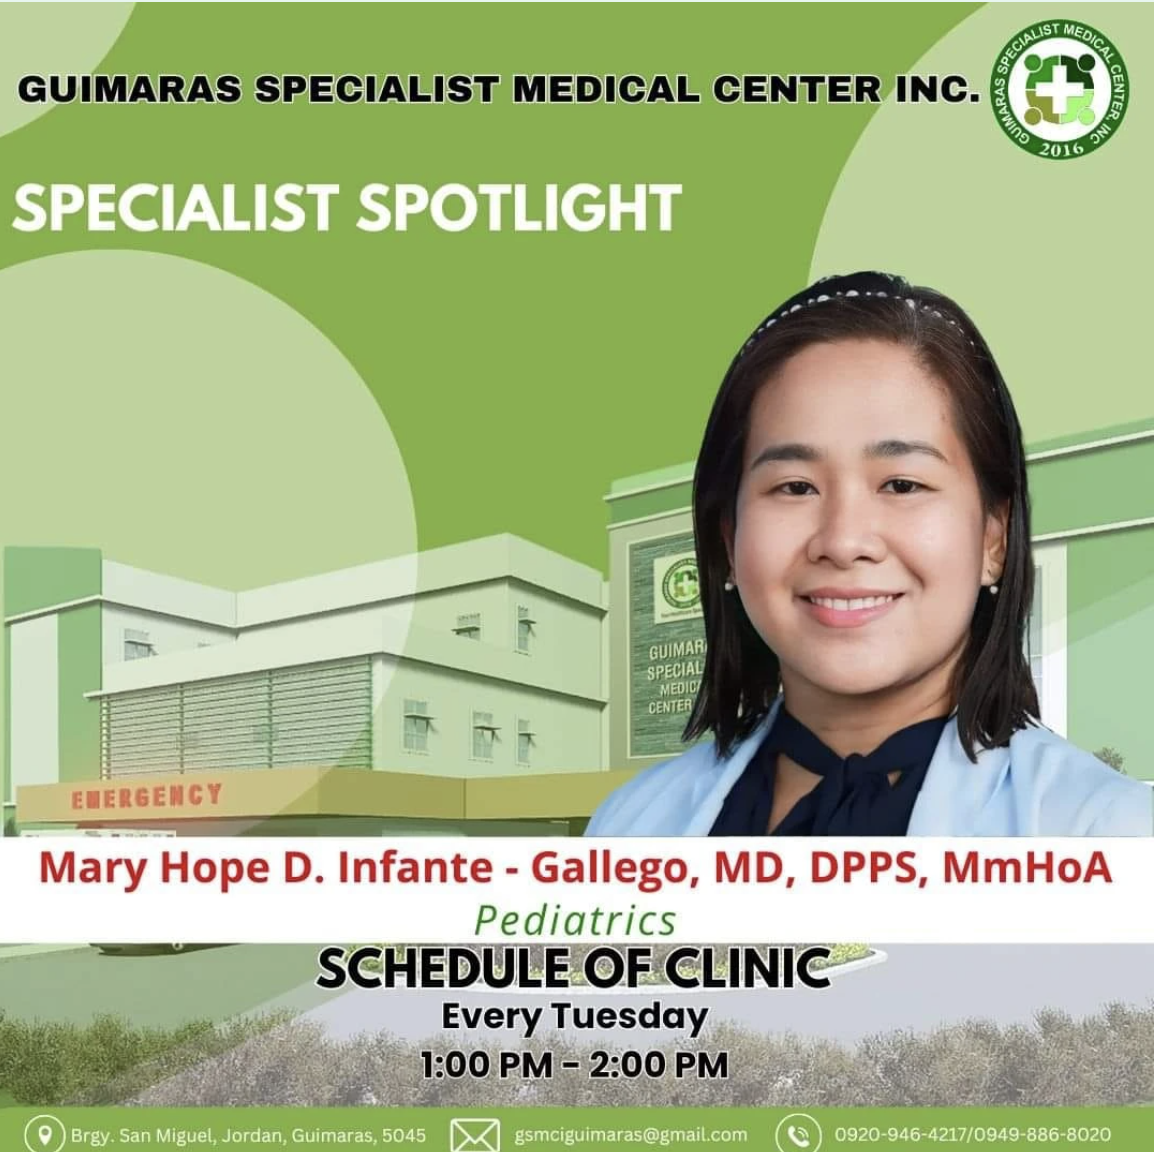 GUIMARAS SPECIALIST MEDICAL CENTER INC.
GUIMARAS SPECIALIST MEDICAL CENTER, INC
2016
SPECIALIST SPOTLIGHT
GUIMAR
SPECIAL
MEDIC
CENTER
EMERGENCY
Mary Hope D. Infante - Gallego, MD, DPPS, MmHoA
Pediatrics
SCHEDULE OF CLINIC
Every Tuesday
1:00 PM – 2:00 PM
Brgy. San Miguel, Jordan, Guimaras, 5045
gsmciguimaras@gmail.com
0920-946-4217/0949-886-8020